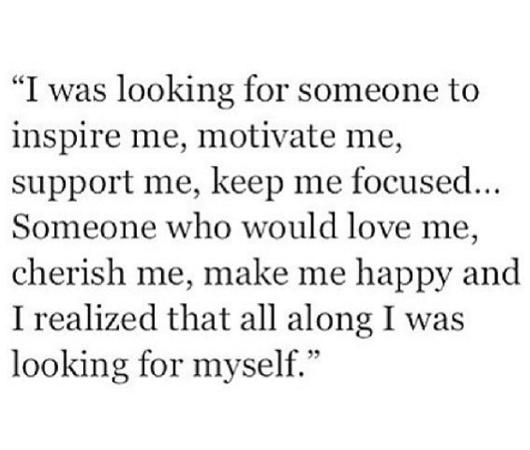 “I was looking for someone to
inspire me, motivate me,
support me, keep me focused...
Someone who would love me,
cherish me, make me happy and
I realized that all along I was
looking for myself.”